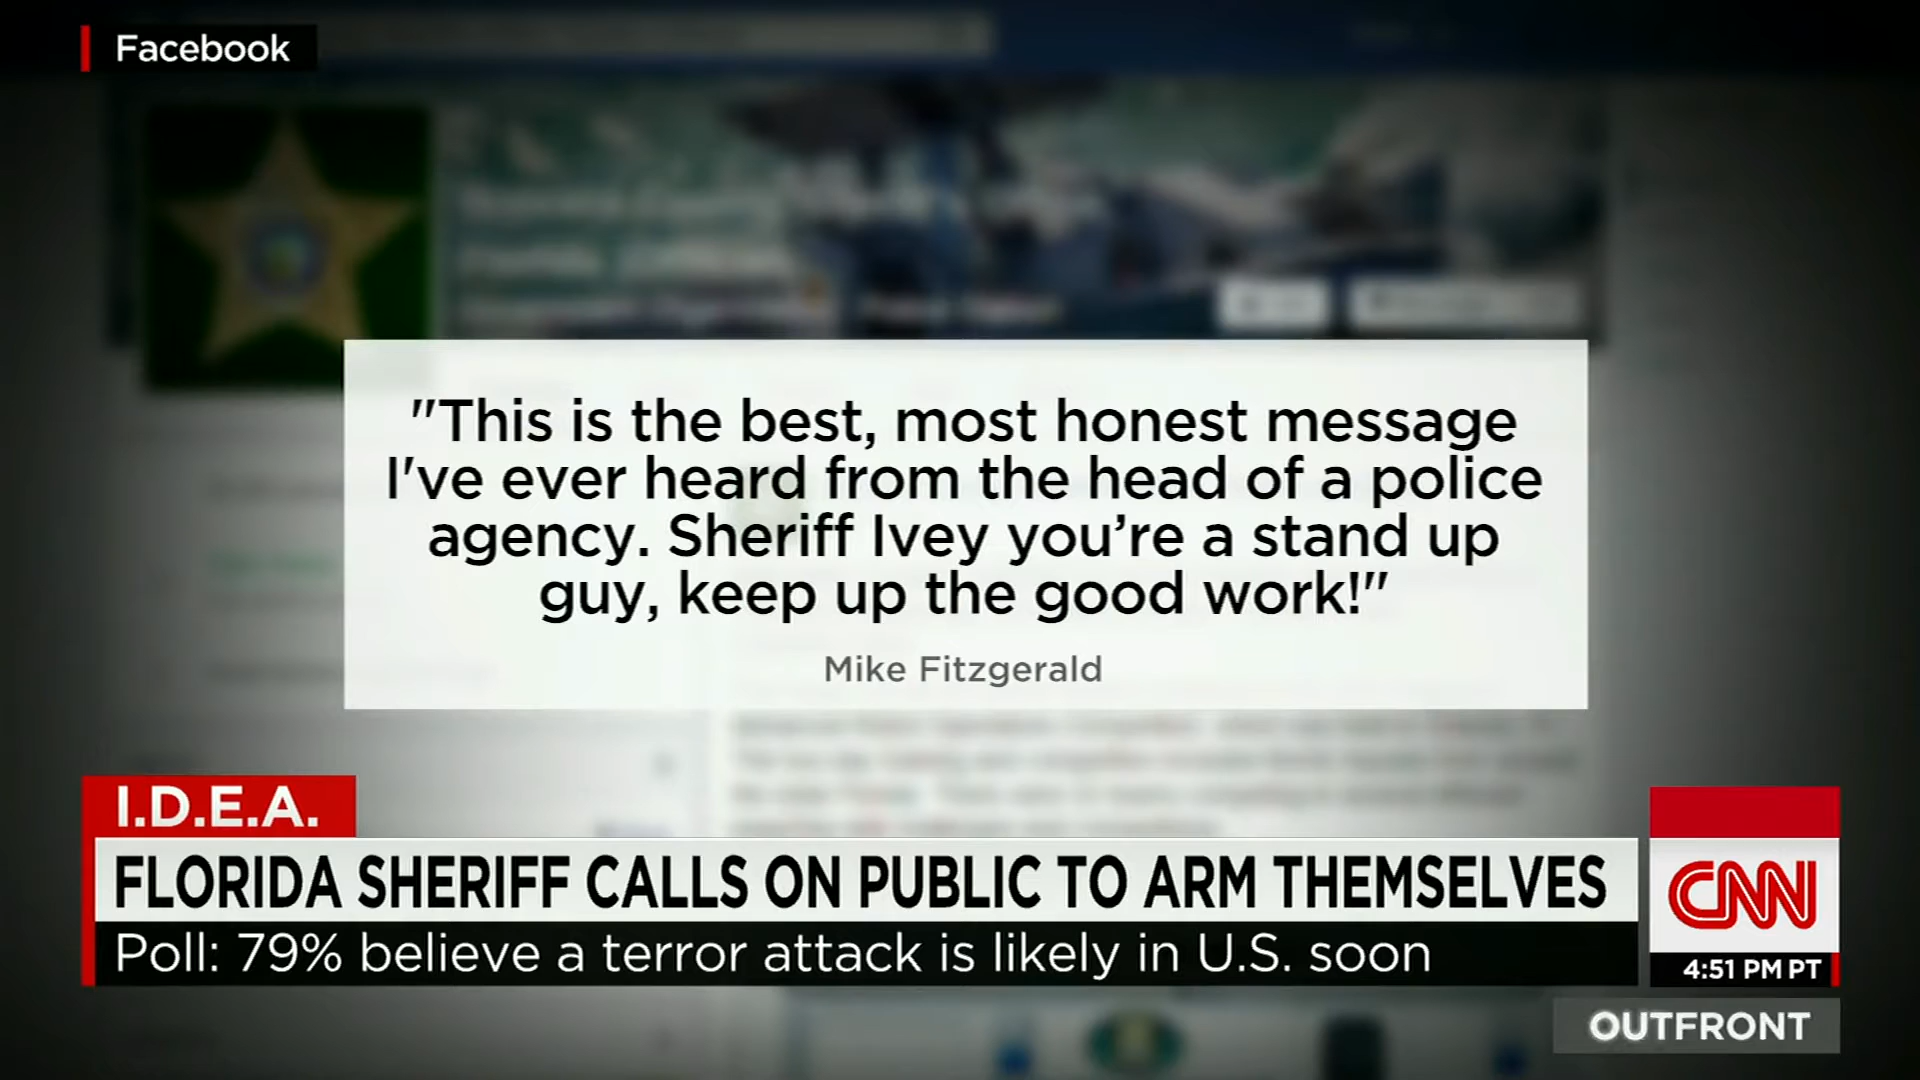 Facebook
"This is the best, most honest message
I've ever heard from the head of a police
agency. Sheriff Ivey you’re a stand up
guy, keep up the good work!"
Mike Fitzgerald
I.D.E.A.
FLORIDA SHERIFF CALLS ON PUBLIC TO ARM THEMSELVES
Poll: 79% believe a terror attack is likely in U.S. soon
CNN
4:51 PM PT
OUTFRONT